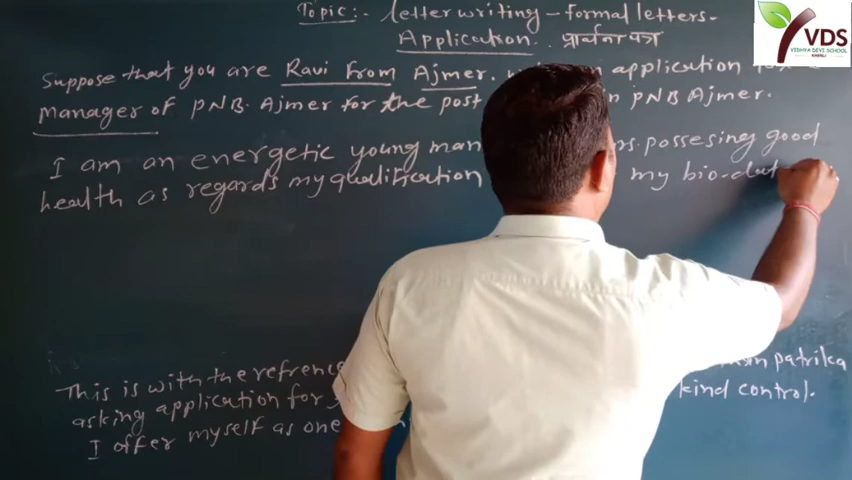 Topic:- letter writing - formal letters.
Application. प्रार्थना पत्र
VDS
VIDHYA DEVI SCHOOL
Suppose that you are Ravi from Ajmer. application
Manager of PNB. Ajmer for the post PNB Ajmer.
I am an energetic young man possesing good
health as regards my qualification my bio-dat
This is with the refrence patrika
asking application for kind control.
I offer myself as one